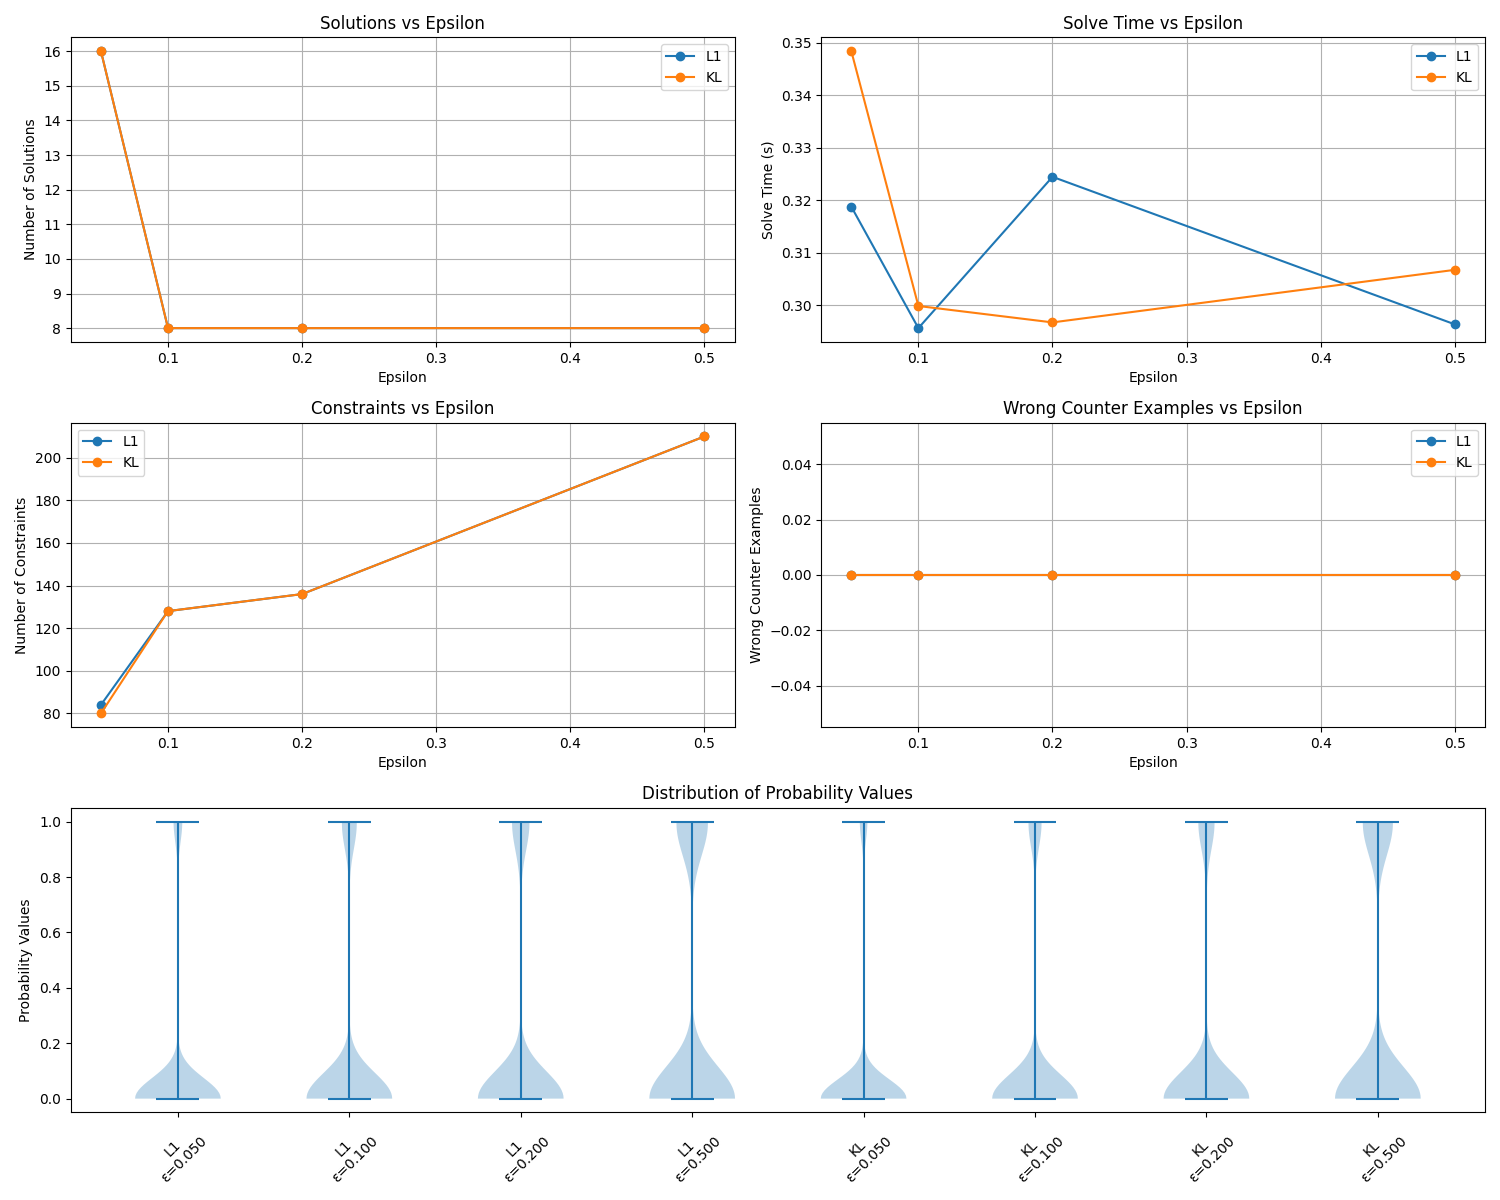 Solutions vs Epsilon
Number of Solutions
16
15
14
13
12
11
10
9
8
L1
KL
0.1
0.2
0.3
0.4
0.5
Epsilon
Solve Time vs Epsilon
Solve Time (s)
0.35
0.34
0.33
0.32
0.31
0.30
L1
KL
0.1
0.2
0.3
0.4
0.5
Epsilon
Constraints vs Epsilon
Number of Constraints
200
180
160
140
120
100
80
L1
KL
0.1
0.2
0.3
0.4
0.5
Epsilon
Wrong Counter Examples vs Epsilon
Wrong Counter Examples
0.04
0.02
0.00
−0.02
−0.04
L1
KL
0.1
0.2
0.3
0.4
0.5
Epsilon
Distribution of Probability Values
Probability Values
1.0
0.8
0.6
0.4
0.2
0.0
L1
ε=0.050
L1
ε=0.100
L1
ε=0.200
L1
ε=0.500
KL
ε=0.050
KL
ε=0.100
KL
ε=0.200
KL
ε=0.500